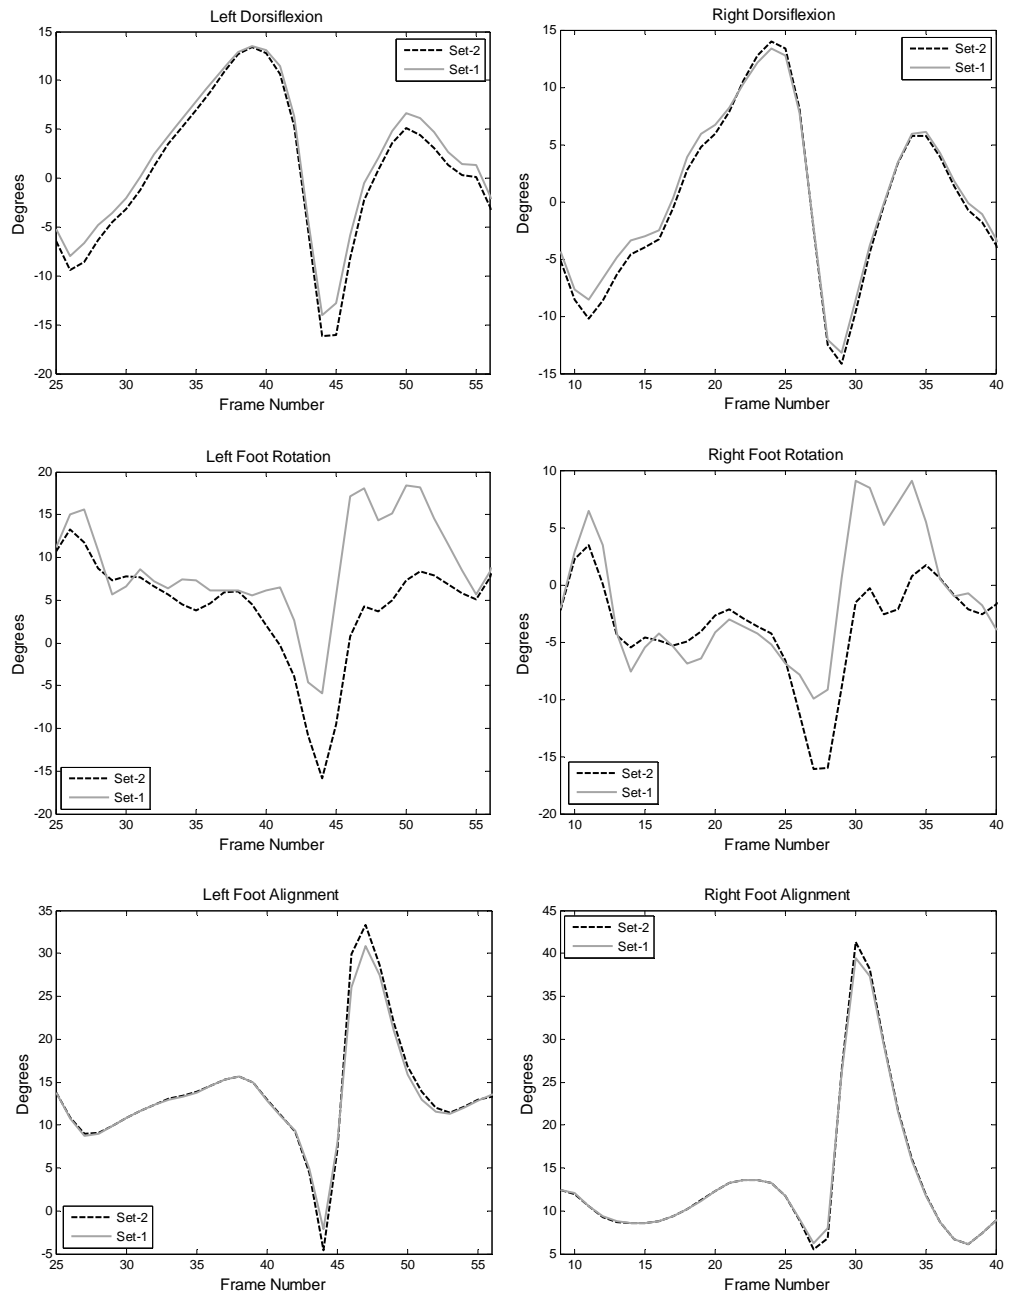 Left Dorsiflexion
15
10
5
0
-5
-10
-15
-20
25 30 35 40 45 50 55
Degrees
Frame Number
Set-2
Set-1
Right Dorsiflexion
15
10
5
0
-5
-10
-15
10 15 20 25 30 35 40
Degrees
Frame Number
Set-2
Set-1
Left Foot Rotation
20
15
10
5
0
-5
-10
-15
-20
25 30 35 40 45 50 55
Degrees
Frame Number
Set-2
Set-1
Right Foot Rotation
10
5
0
-5
-10
-15
-20
10 15 20 25 30 35 40
Degrees
Frame Number
Set-2
Set-1
Left Foot Alignment
35
30
25
20
15
10
5
0
-5
25 30 35 40 45 50 55
Degrees
Frame Number
Set-2
Set-1
Right Foot Alignment
45
40
35
30
25
20
15
10
5
10 15 20 25 30 35 40
Degrees
Frame Number
Set-2
Set-1